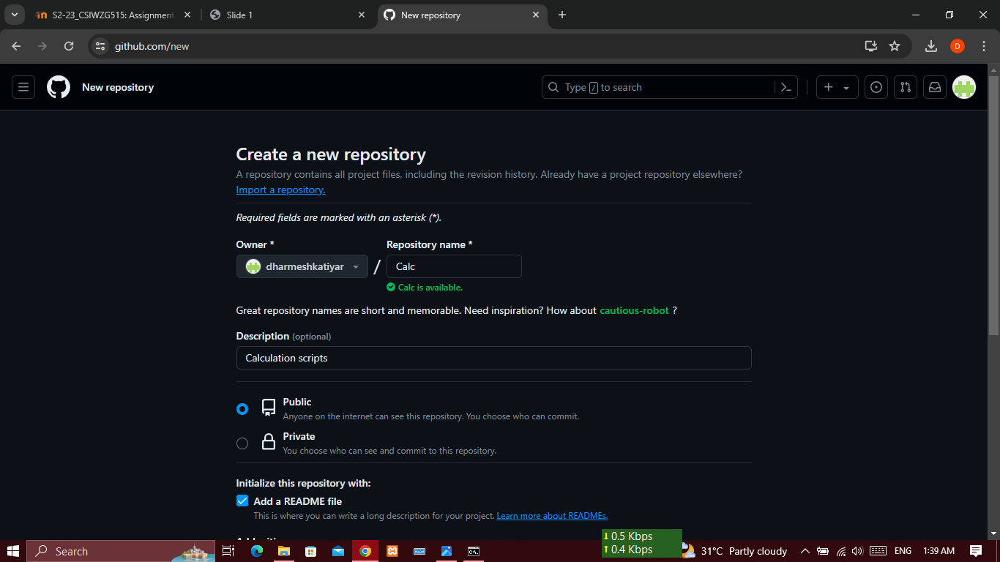 S2-23_CSIWZG515: Assignment
Slide 1
New repository
github.com/new
D
New repository
Type / to search
Create a new repository
A repository contains all project files, including the revision history. Already have a project repository elsewhere?
Import a repository.
Required fields are marked with an asterisk (*).
Owner *
Repository name *
dharmeshkatiyar
/
Calc
Calc is available.
Great repository names are short and memorable. Need inspiration? How about cautious-robot ?
Description (optional)
Calculation scripts
Public
Anyone on the internet can see this repository. You choose who can commit.
Private
You choose who can see and commit to this repository.
Initialize this repository with:
Add a README file
This is where you can write a long description for your project. Learn more about READMEs.
Search
0.5 Kbps
0.4 Kbps
31°C Partly cloudy
ENG
1:39 AM